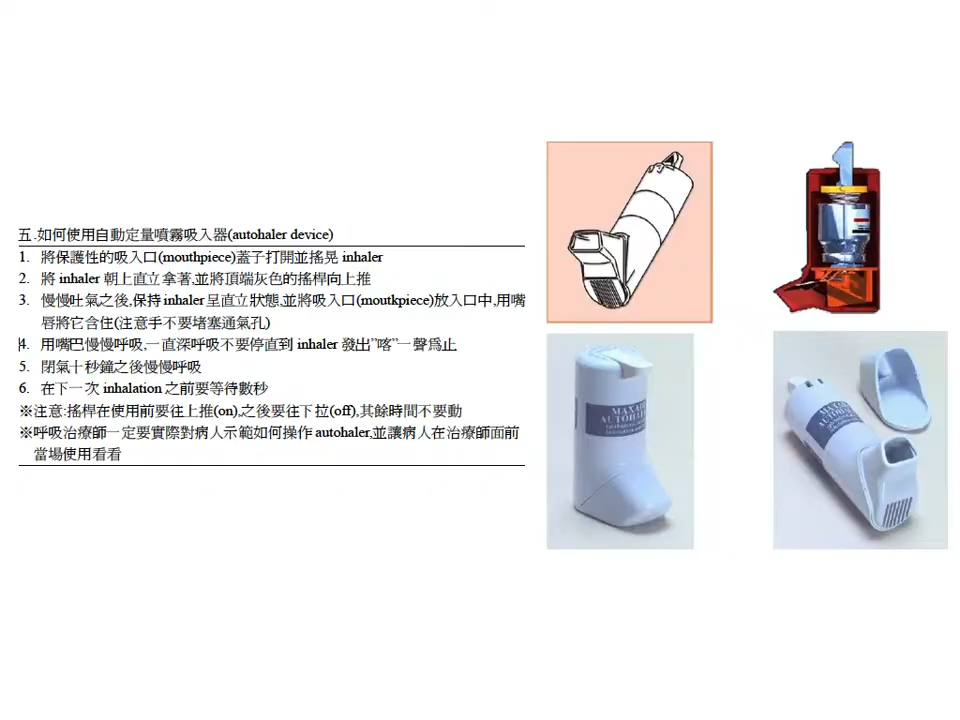 五.如何使用自動定量噴霧吸入器(autohaler device)
1. 將保護性的吸入口(mouthpiece)蓋子打開並搖晃 inhaler
2. 將 inhaler 朝上直立拿著,並將頂端灰色的搖桿向上推
3. 慢慢吐氣之後,保持 inhaler 呈直立狀態,並將吸入口(moutkpiece)放入口中,用嘴
唇將它含住(注意手不要堵塞通氣孔)
4. 用嘴巴慢慢呼吸,一直深呼吸不要停直到 inhaler 發出”喀”一聲爲止
5. 閉氣十秒鐘之後慢慢呼吸
6. 在下一次 inhalation 之前要等待數秒
※注意:搖桿在使用前要往上推(on),之後要往下拉(off),其餘時間不要動
※呼吸治療師一定要實際對病人示範如何操作 autohaler,並讓病人在治療師面前
當場使用看看
AUTOHALER